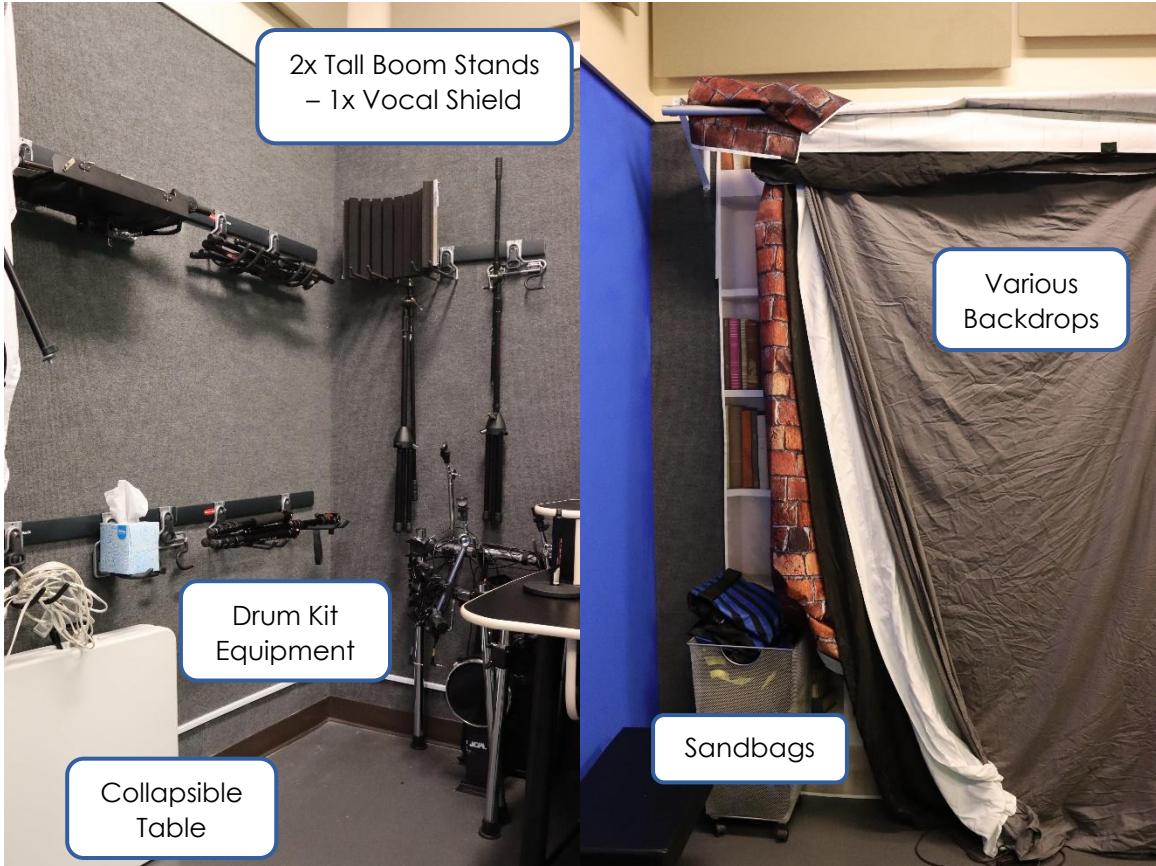 2x Tall Boom Stands
– 1x Vocal Shield
Various
Backdrops
Drum Kit
Equipment
Sandbags
Collapsible
Table